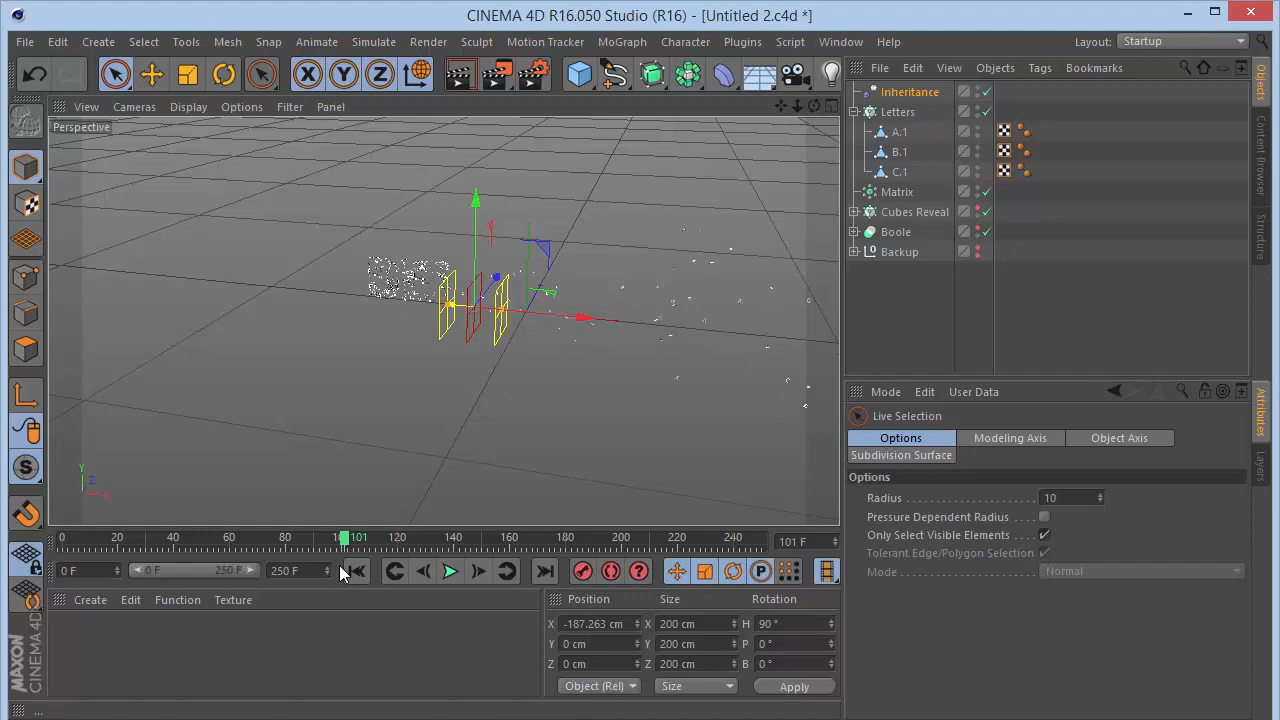 CINEMA 4D R16.050 Studio (R16) - [Untitled 2.c4d *]
File Edit Create Select Tools Mesh Snap Animate Simulate Render Sculpt Motion Tracker MoGraph Character Plugins Script Window Help Layout: Startup
X Y Z
File Edit View Objects Tags Bookmarks
View Cameras Display Options Filter Panel
Perspective
Y
Y
Z
X
Inheritance
Letters
A.1
B.1
C.1
Matrix
Cubes Reveal
Boole
Backup
Objects
Content Browser
Structure
Mode Edit User Data
Live Selection
Options Modeling Axis Object Axis
Subdivision Surface
Options
Radius 10
Pressure Dependent Radius
Only Select Visible Elements
Tolerant Edge/Polygon Selection
Mode Normal
Attributes
Layers
0 20 40 60 80 101 120 140 160 180 200 220 240 101 F
0 F 0 F 250 F 250 F
Create Edit Function Texture
Position Size Rotation
X -187.263 cm X 200 cm H 90 °
Y 0 cm Y 200 cm P 0 °
Z 0 cm Z 200 cm B 0 °
Object (Rel) Size Apply
MAXON
CINEMA 4D
...